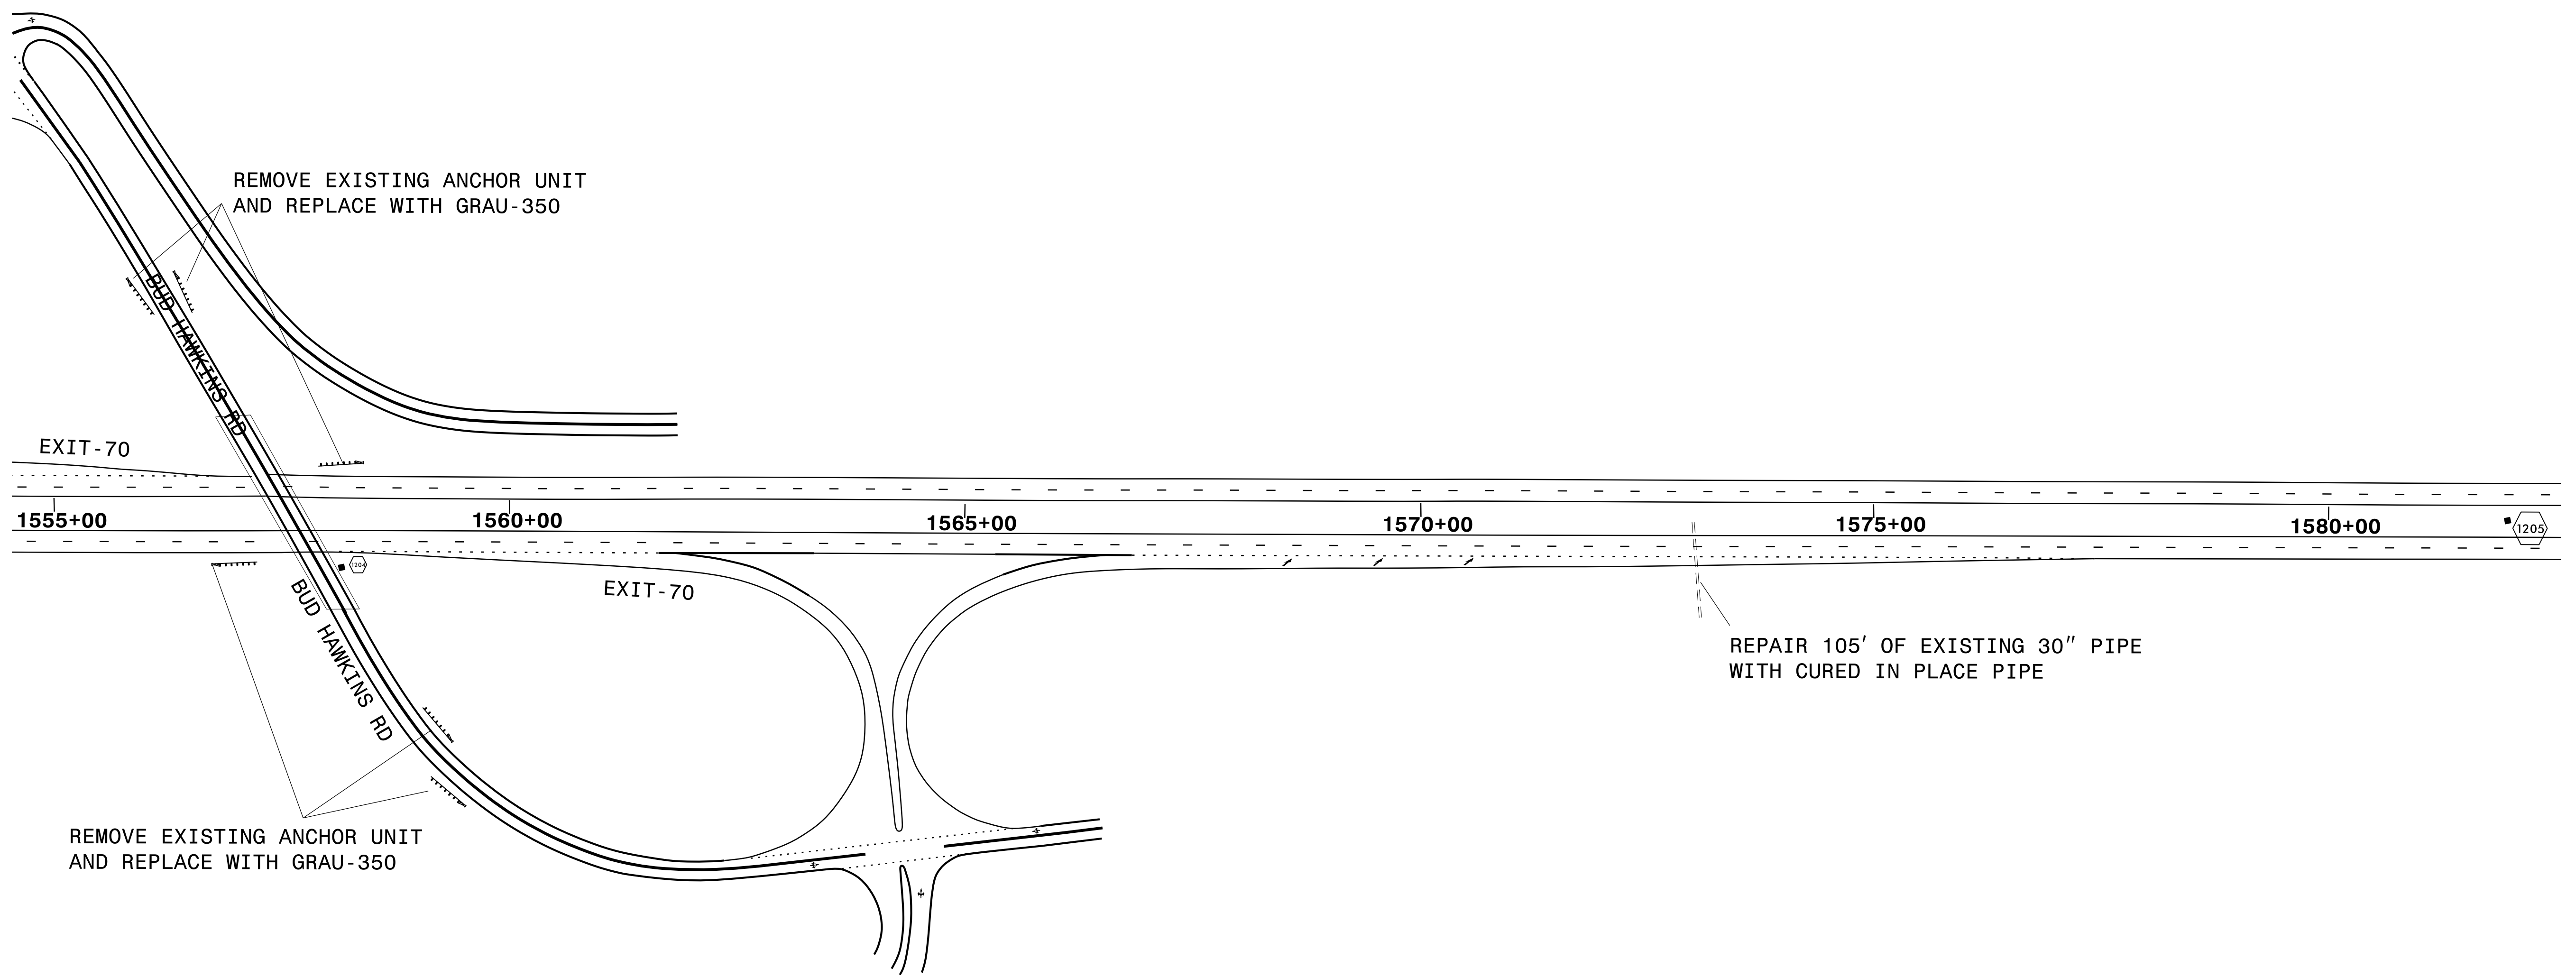 REMOVE EXISTING ANCHOR UNIT
AND REPLACE WITH GRAU-350
BUD HAWKINS RD
EXIT-70
1555+00
1560+00
1565+00
1570+00
1575+00
1580+00
1205
1204
EXIT-70
BUD HAWKINS RD
REPAIR 105' OF EXISTING 30" PIPE
WITH CURED IN PLACE PIPE
REMOVE EXISTING ANCHOR UNIT
AND REPLACE WITH GRAU-350